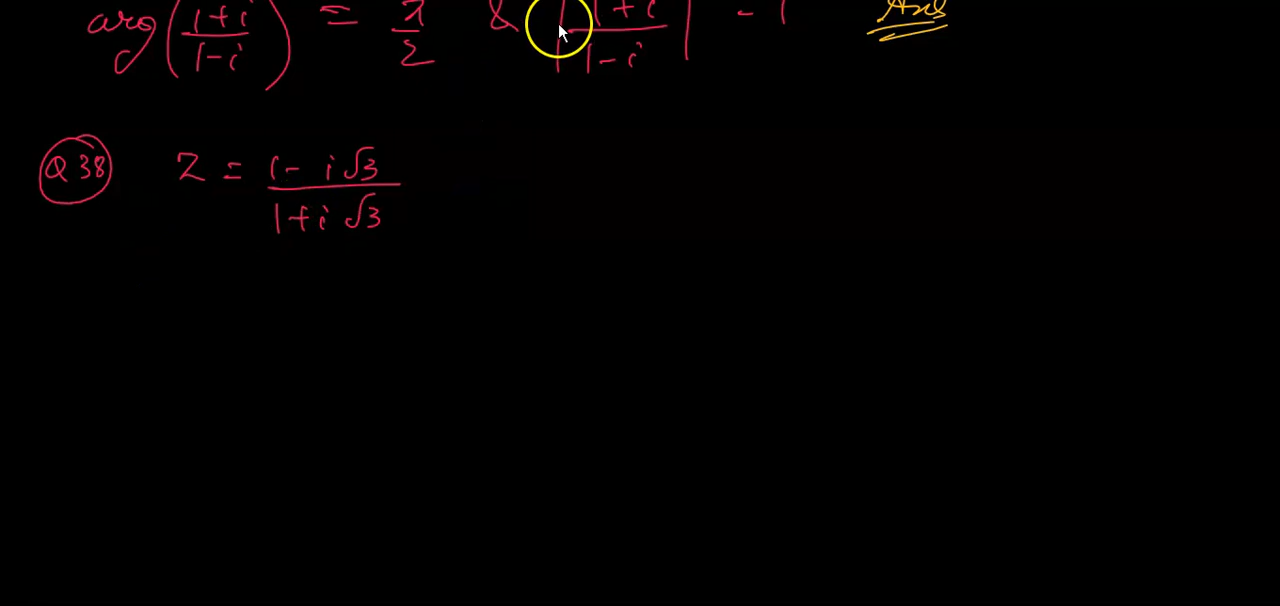 arg((1+i)/(1-i)) = π/2 & |(1+i)/(1-i)| = 1 Ans
Q 38 Z = (1 - i√3)/(1+i√3)